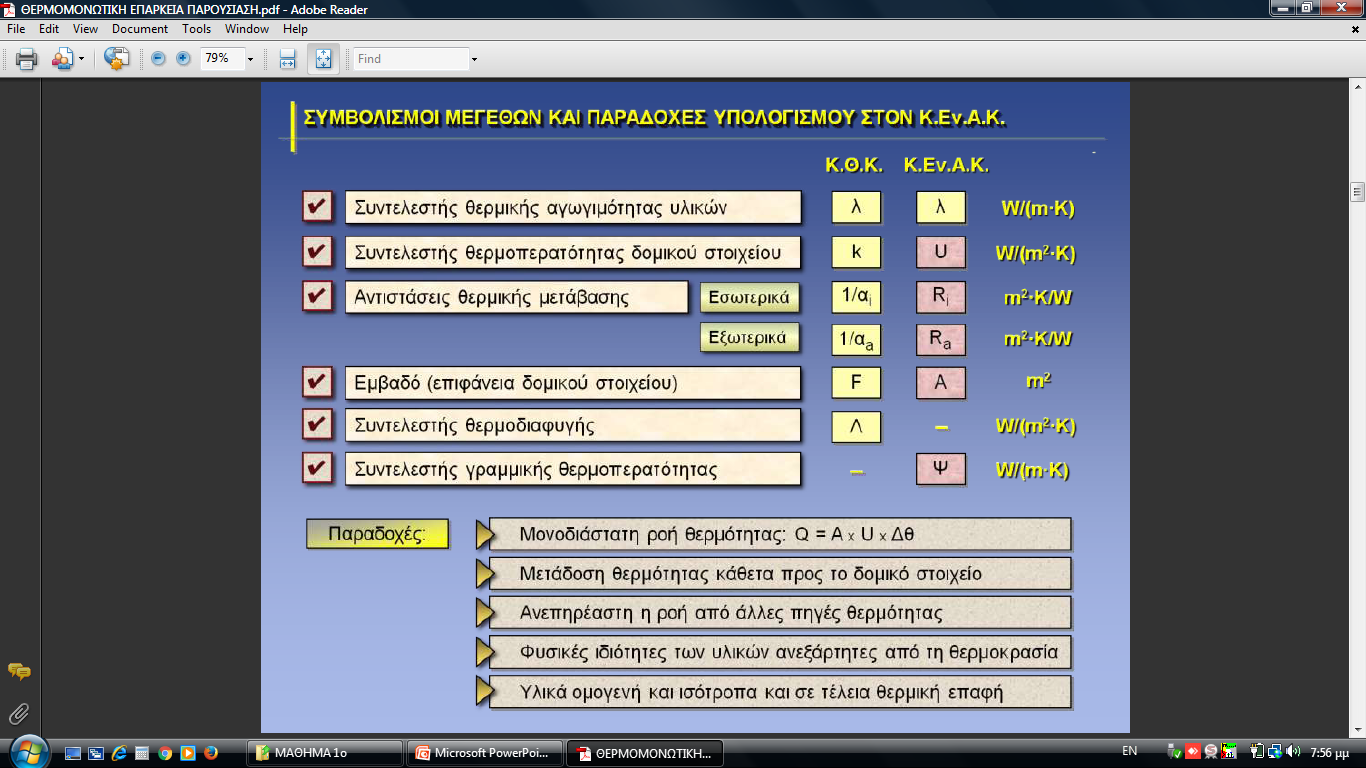 ΘΕΡΜΟΜΟΝΩΤΙΚΗ ΕΠΑΡΚΕΙΑ ΠΑΡΟΥΣΙΑΣΗ.pdf - Adobe Reader
File Edit View Document Tools Window Help
79% Find
ΣΥΜΒΟΛΙΣΜΟΙ ΜΕΓΕΘΩΝ ΚΑΙ ΠΑΡΑΔΟΧΕΣ ΥΠΟΛΟΓΙΣΜΟΥ ΣΤΟΝ Κ.Εν.Α.Κ.
Κ.Θ.Κ. Κ.Εν.Α.Κ.
Συντελεστής θερμικής αγωγιμότητας υλικών λ λ W/(m·K)
Συντελεστής θερμοπερατότητας δομικού στοιχείου k U W/(m²·K)
Αντιστάσεις θερμικής μετάβασης Εσωτερικά 1/αi Ri m²·K/W
Εξωτερικά 1/αa Ra m²·K/W
Εμβαδό (επιφάνεια δομικού στοιχείου) F A m²
Συντελεστής θερμοδιαφυγής Λ – W/(m²·K)
Συντελεστής γραμμικής θερμοπερατότητας – Ψ W/(m·K)
Παραδοχές: Μονοδιάστατη ροή θερμότητας: Q = A x U x Δθ
Μετάδοση θερμότητας κάθετα προς το δομικό στοιχείο
Ανεπηρέαστη η ροή από άλλες πηγές θερμότητας
Φυσικές ιδιότητες των υλικών ανεξάρτητες από τη θερμοκρασία
Υλικά ομογενή και ισότροπα και σε τέλεια θερμική επαφή
ΜΑΘΗΜΑ 1ο Microsoft PowerPoi... ΘΕΡΜΟΜΟΝΩΤΙΚΗ... EN 7:56 μμ